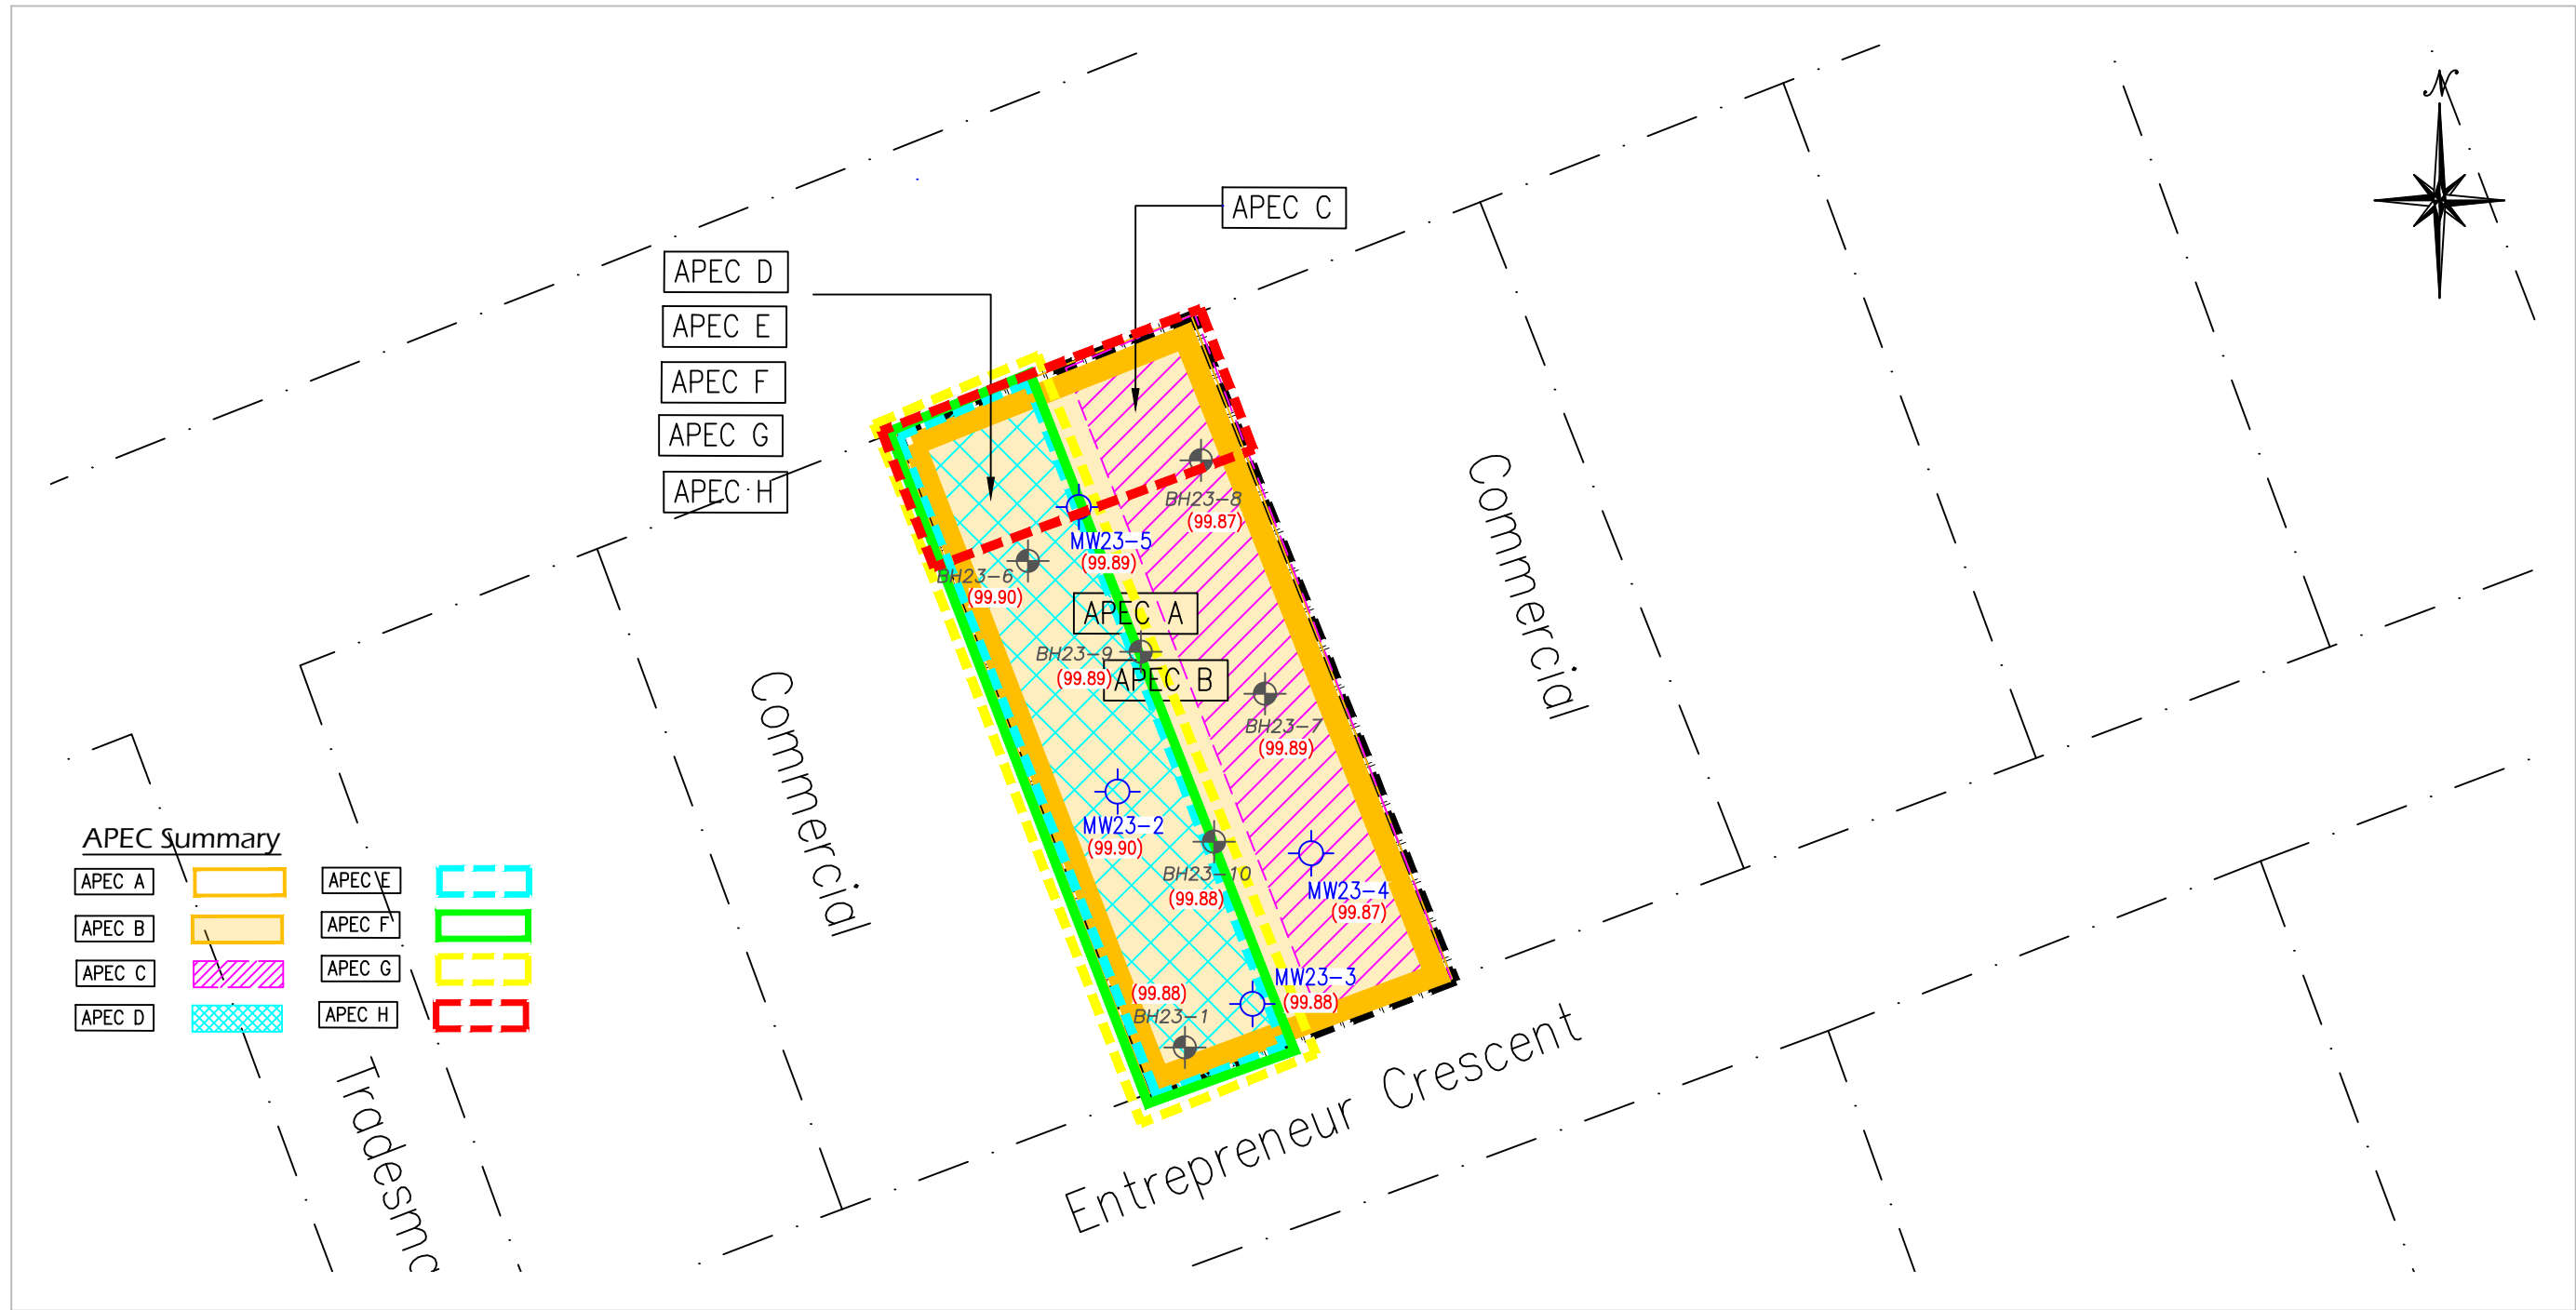 N
APEC C
APEC D
APEC E
APEC F
APEC G
APEC H
BH23-8
(99.87)
MW23-5
(99.89)
BH23-6
(99.90)
APEC A
BH23-9
(99.89)
APEC B
BH23-7
(99.89)
MW23-2
(99.90)
BH23-10
(99.88)
MW23-4
(99.87)
MW23-3
(99.88)
(99.88)
BH23-1
Commercial
Commercial
Entrepreneur Crescent
Tradesma
APEC Summary
APEC A
APEC E
APEC B
APEC F
APEC C
APEC G
APEC D
APEC H